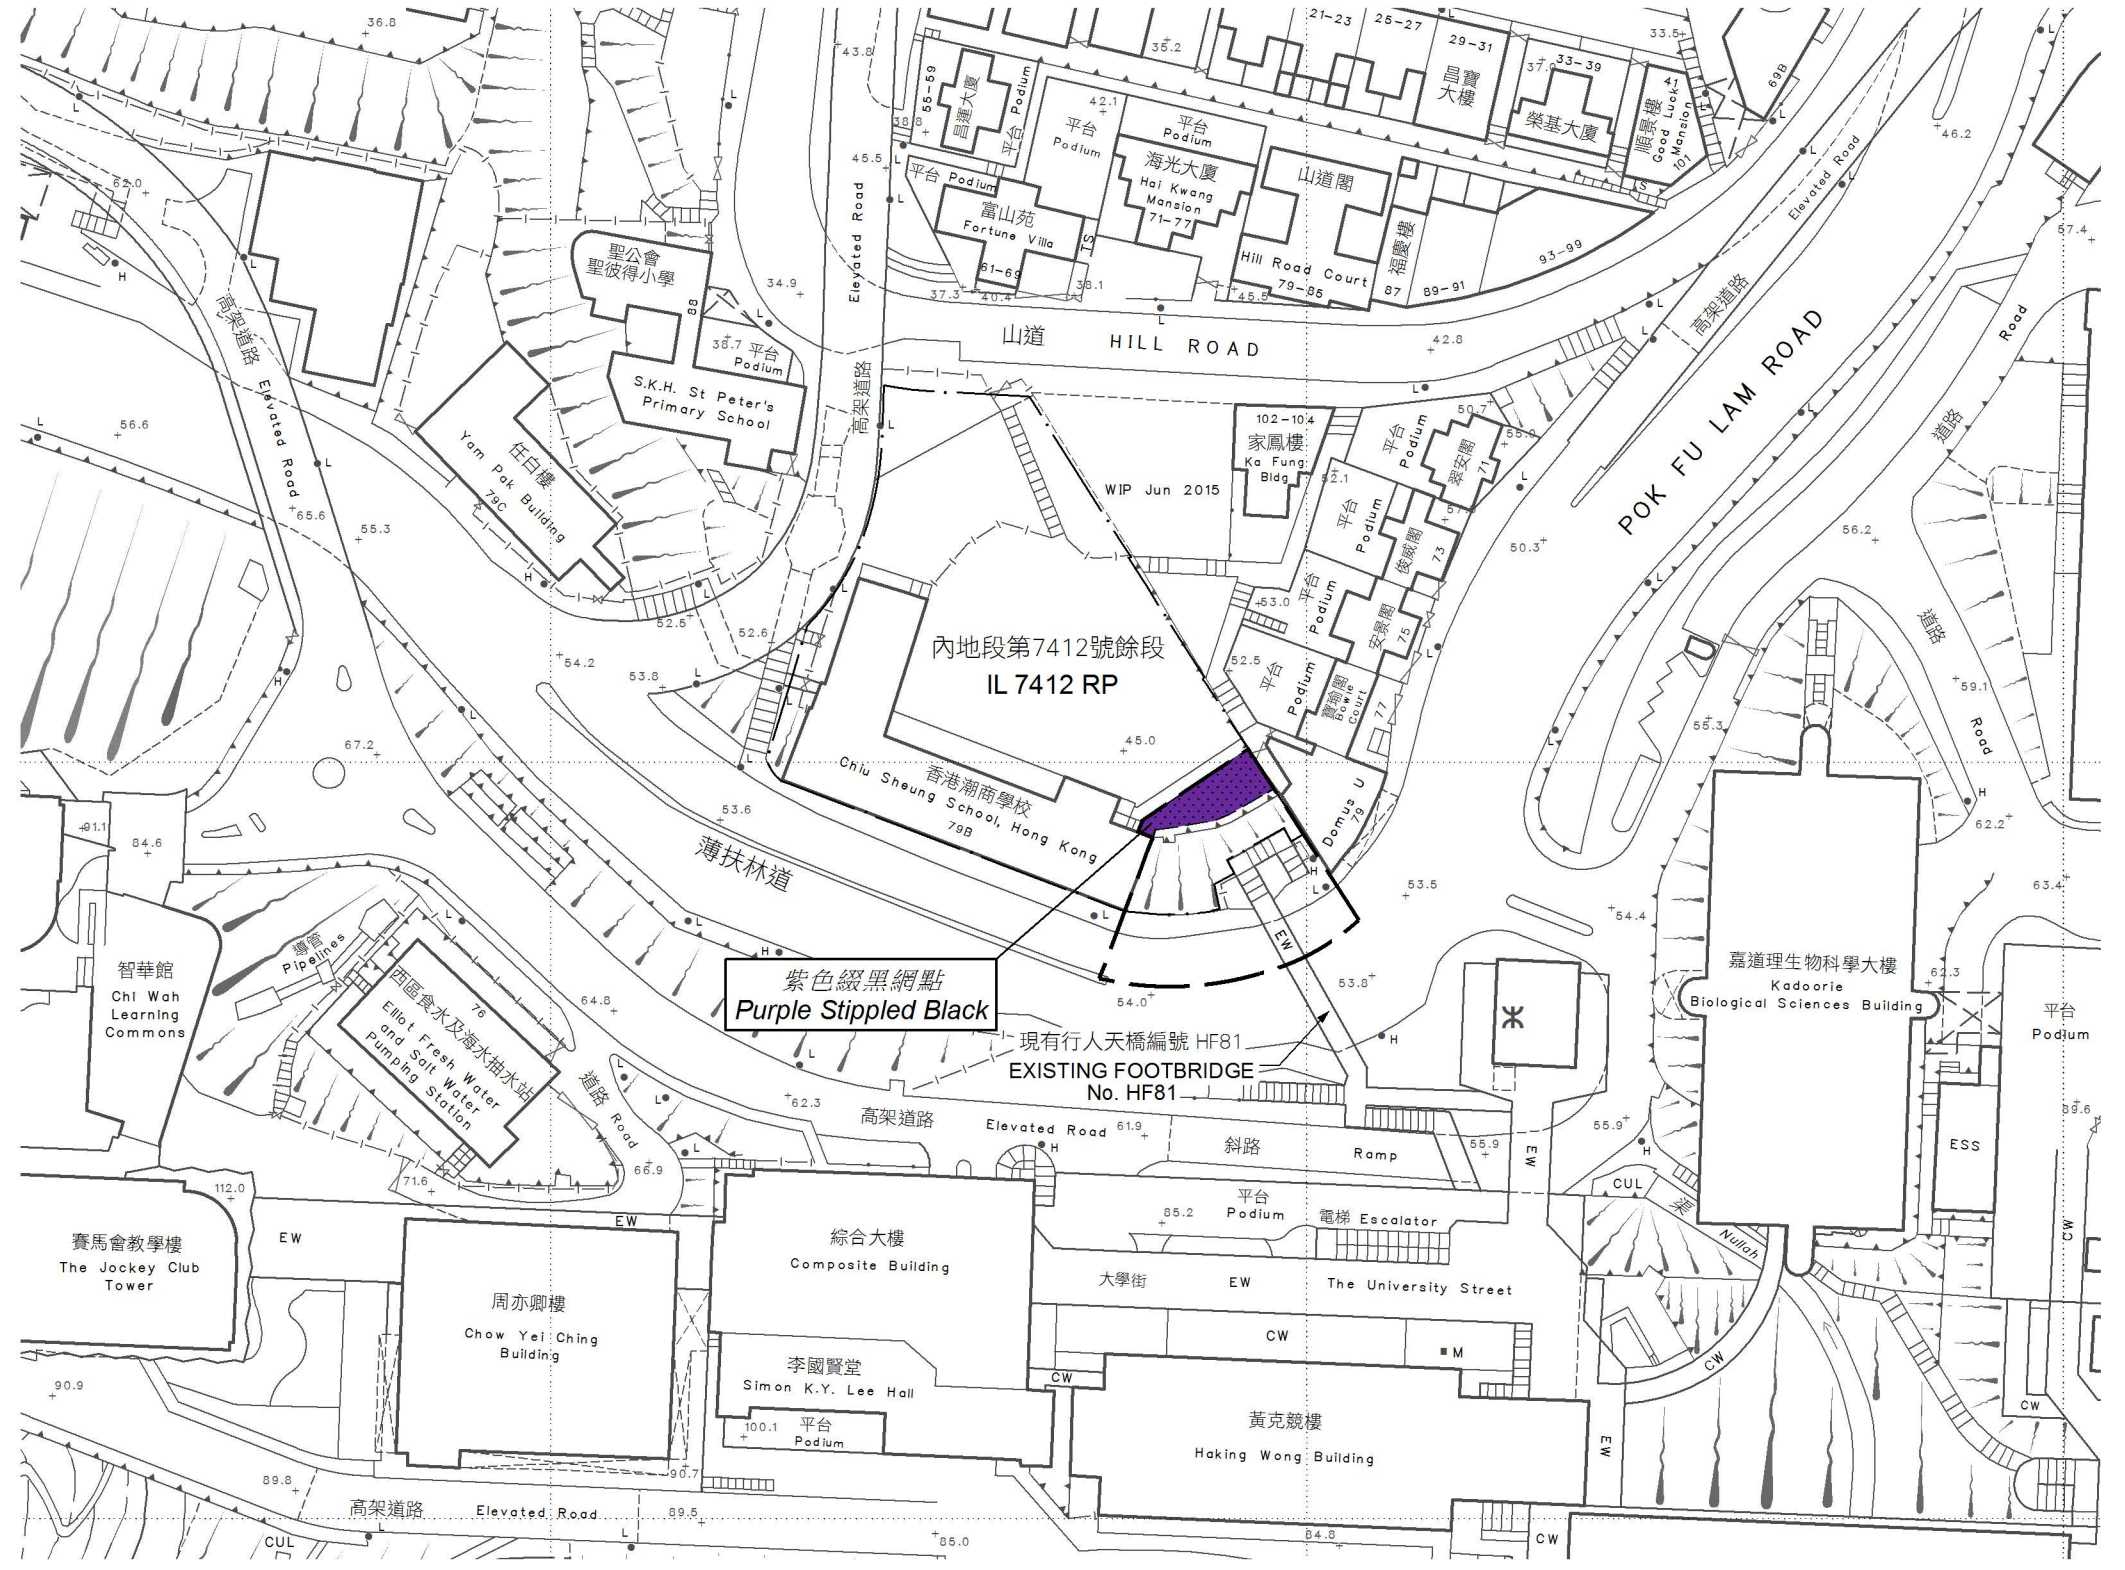 36.8
43.8
55-59
昌運大廈
平台 Podium
35.2
42.1
38.8
21-23
25-27
29-31
昌寶
大樓
33-39
37.9
榮基大廈
33.5
41
順景樓
Good Luck
Mansion
101
69B
46.2
62.0
45.5
平台
Podium
平台
Podium
海光大廈
Hai Kwang
Mansion
71-77
山道閣
Hill Road Court
79-85
福慶樓
87
89-91
93-99
TS
TS
Elevated Road
57.4
平台 Podium
富山苑
Fortune Villa
61-69
37.3
40.4
38.1
45.5
聖公會
聖彼得小學
88
34.9
Elevated Road
高架道路
高架道路
Elevated Road
38.7
平台
Podium
S.K.H. St Peter's
Primary School
山道
HILL ROAD
42.8
POK FU LAM ROAD
道路
Road
56.6
任白樓
Yam Pak Building
79C
65.6
55.3
高架道路
WIP Jun 2015
102-104
家鳳樓
Ka Fung
Bldg
52.1
50.7
55.0
平台
Podium
翠安閣
71
平台
Podium
俊威閣
73
50.3
56.2
52.5
52.6
54.2
53.8
53.0
平台
Podium
安景閣
75
52.5
平台
Podium
寶瑜閣
Bowie
Court
77
內地段第7412號餘段
IL 7412 RP
道路
Road
59.1
55.3
67.2
45.0
香港潮商學校
Chiu Sheung School, Hong Kong
79B
Domus U
79
53.6
薄扶林道
53.5
54.4
62.2
63.4
91.1
84.6
智華館
Chi Wah
Learning
Commons
導管
Pipelines
西區食水及海水抽水站
76
Elliot Fresh Water
and Salt Water
Pumping Station
64.8
紫色綴黑網點
Purple Stippled Black
54.0
EW
53.8
現有行人天橋編號 HF81
EXISTING FOOTBRIDGE
No. HF81
嘉道理生物科學大樓
Kadoorie
Biological Sciences Building
62.3
平台
Podium
道路
Road
62.3
高架道路
Elevated Road
61.9
斜路
Ramp
55.9
EW
55.9
ESS
89.6
66.9
71.6
112.0
賽馬會教學樓
The Jockey Club
Tower
EW
EW
綜合大樓
Composite Building
平台
Podium
85.2
電梯 Escalator
CUL
渠
Nullah
CW
周亦卿樓
Chow Yei Ching
Building
大學街
EW
The University Street
CW
M
CW
李國賢堂
Simon K.Y. Lee Hall
100.1
平台
Podium
CW
黃克競樓
Haking Wong Building
EW
CW
90.9
89.8
90.7
高架道路
Elevated Road
89.5
CUL
85.0
84.8
CW